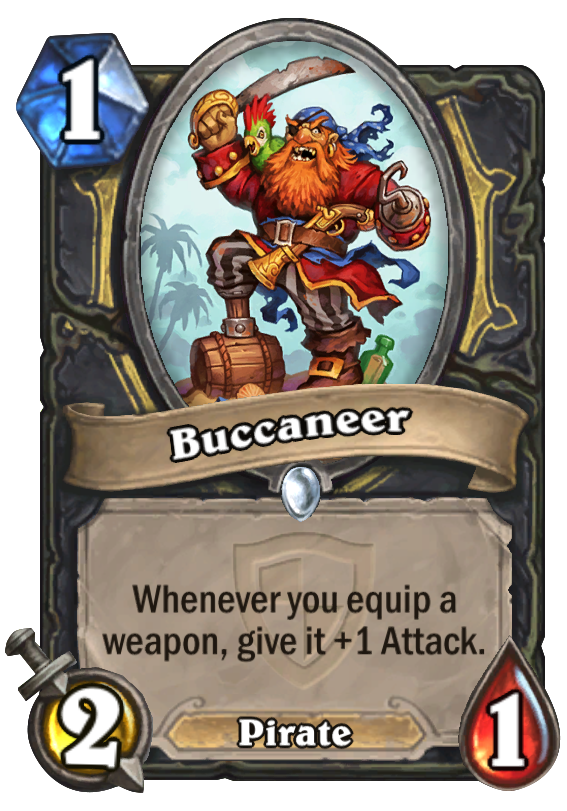 1
Buccaneer
Whenever you equip a
weapon, give it +1 Attack.
2
Pirate
1